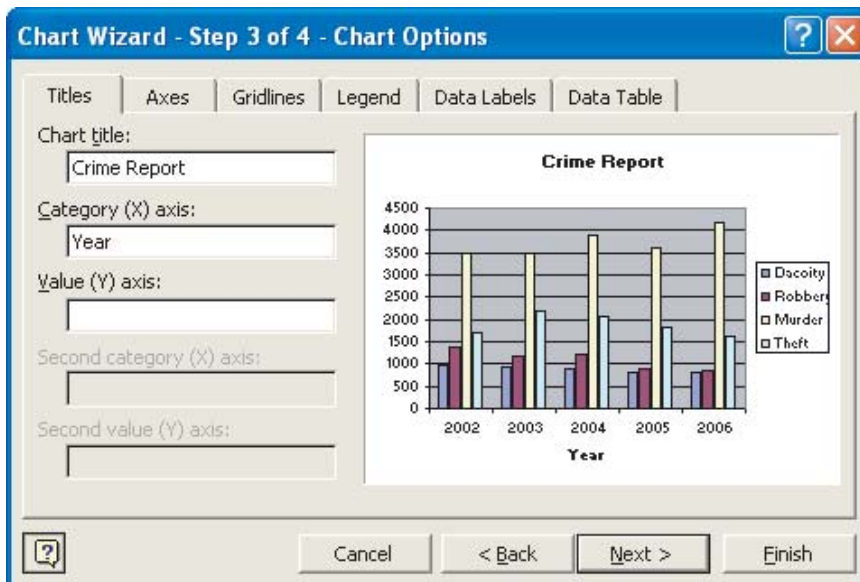 Chart Wizard - Step 3 of 4 - Chart Options
Titles Axes Gridlines Legend Data Labels Data Table
Chart title:
Crime Report
Category (X) axis:
Year
Value (Y) axis:
Second category (X) axis:
Second value (Y) axis:
Crime Report
4500
4000
3500
3000
2500
2000
1500
1000
500
0
2002 2003 2004 2005 2006
Year
Dacoity
Robbery
Murder
Theft
Cancel < Back Next > Finish